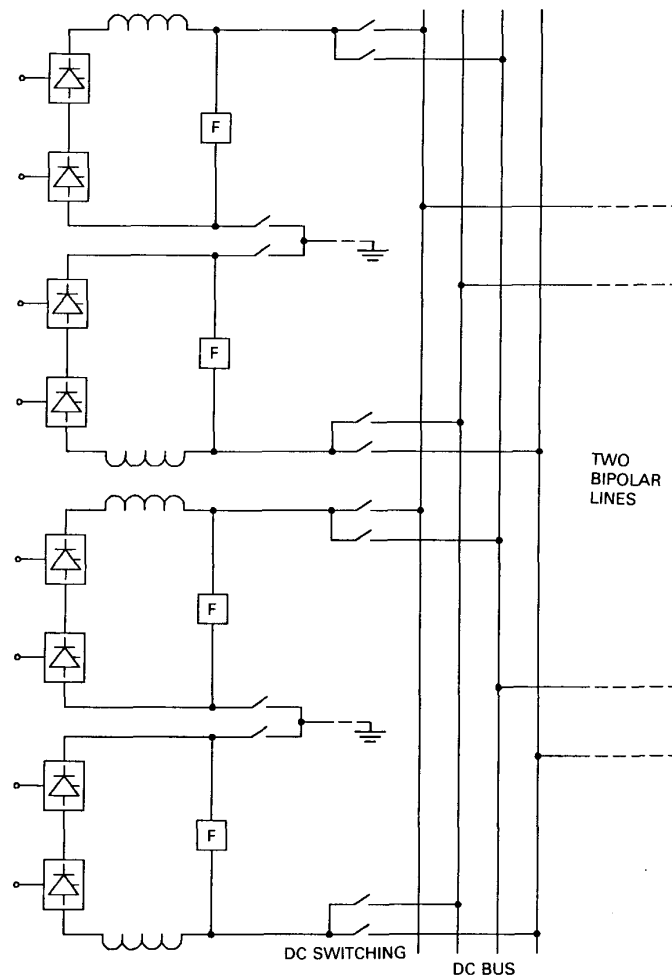 F
F
TWO
BIPOLAR
LINES
F
F
DC SWITCHING
DC BUS